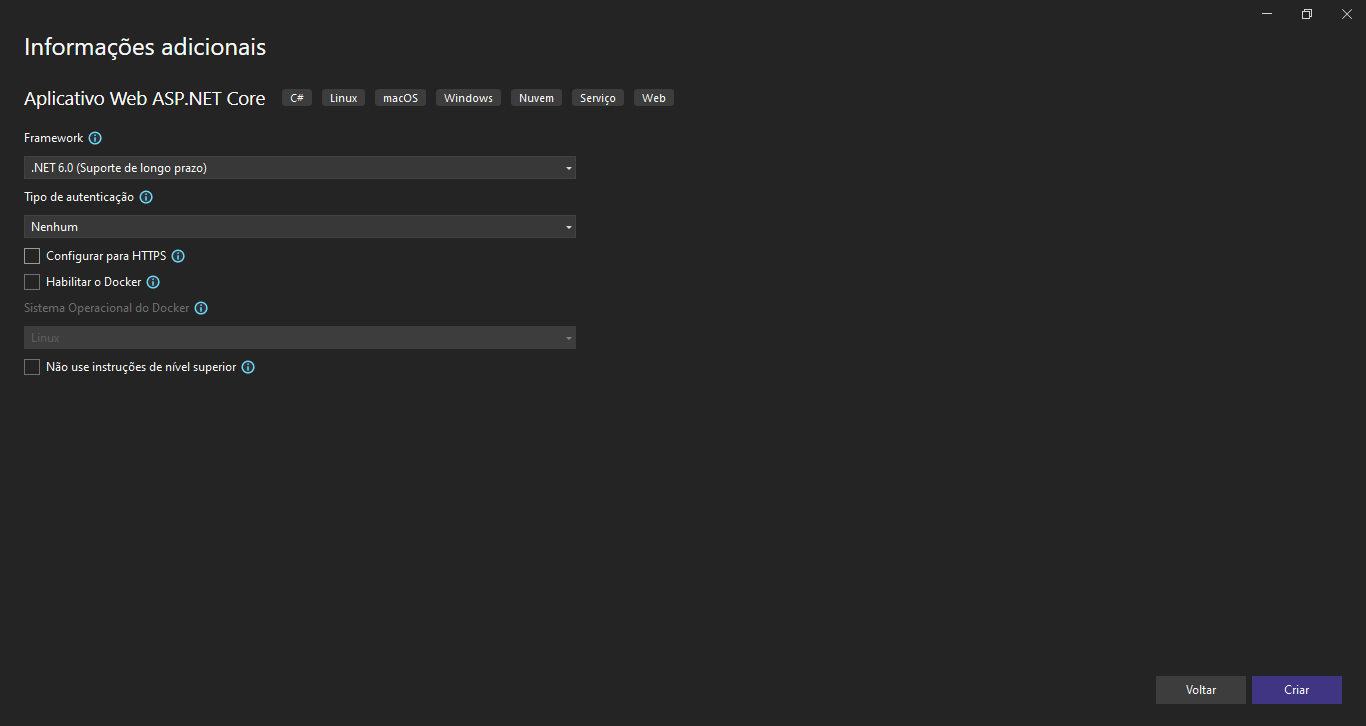 Informações adicionais
Aplicativo Web ASP.NET Core C# Linux macOS Windows Nuvem Serviço Web
Framework
.NET 6.0 (Suporte de longo prazo)
Tipo de autenticação
Nenhum
Configurar para HTTPS
Habilitar o Docker
Sistema Operacional do Docker
Linux
Não use instruções de nível superior
Voltar Criar